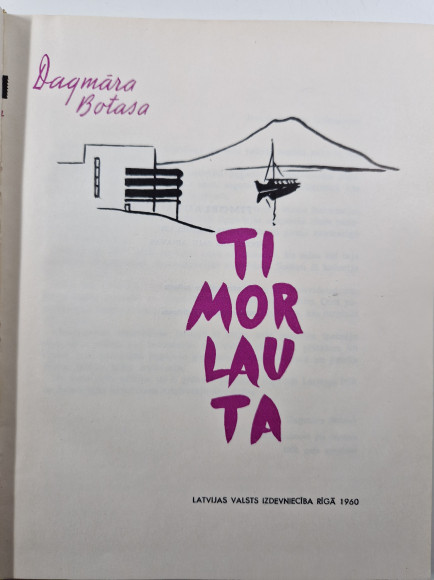 Dagmāra
Botasa
TI
MOR
LAU
TA
LATVIJAS VALSTS IZDEVNIECĪBA RĪGĀ 1960